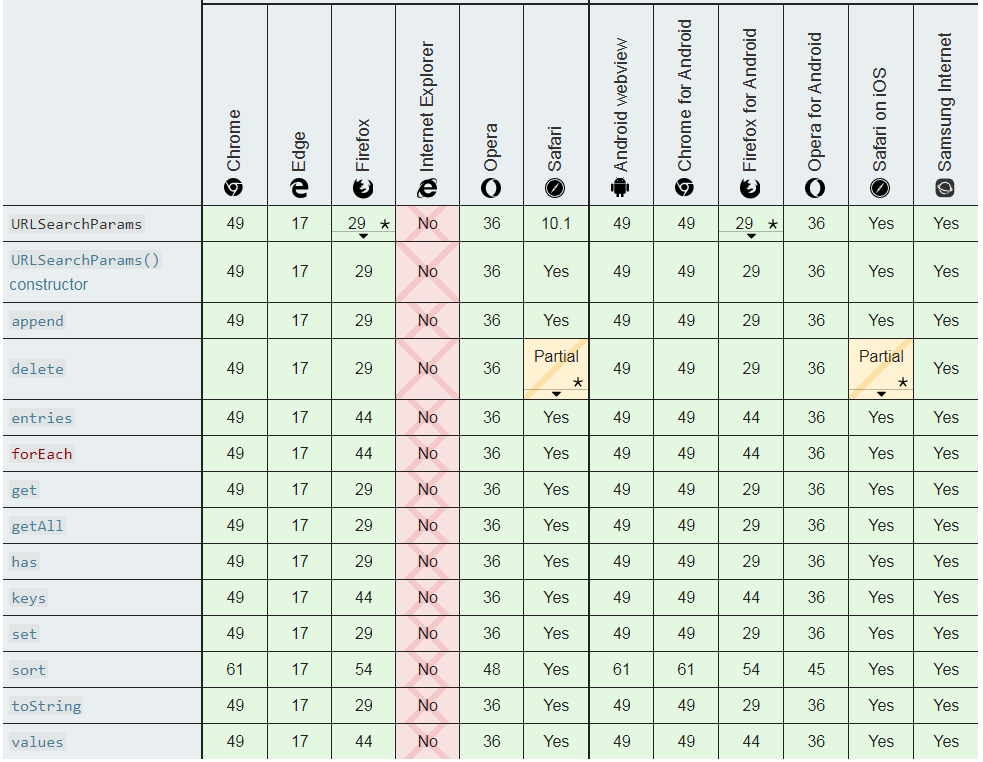 Chrome Edge Firefox Internet Explorer Opera Safari Android webview Chrome for Android Firefox for Android Opera for Android Safari on iOS Samsung Internet
URLSearchParams 49 17 29 * No 36 10.1 49 49 29 * 36 Yes Yes
URLSearchParams() constructor 49 17 29 No 36 Yes 49 49 29 36 Yes Yes
append 49 17 29 No 36 Yes 49 49 29 36 Yes Yes
delete 49 17 29 No 36 Partial * 49 49 29 36 Partial * Yes
entries 49 17 44 No 36 Yes 49 49 44 36 Yes Yes
forEach 49 17 44 No 36 Yes 49 49 44 36 Yes Yes
get 49 17 29 No 36 Yes 49 49 29 36 Yes Yes
getAll 49 17 29 No 36 Yes 49 49 29 36 Yes Yes
has 49 17 29 No 36 Yes 49 49 29 36 Yes Yes
keys 49 17 44 No 36 Yes 49 49 44 36 Yes Yes
set 49 17 29 No 36 Yes 49 49 29 36 Yes Yes
sort 61 17 54 No 48 Yes 61 61 54 45 Yes Yes
toString 49 17 29 No 36 Yes 49 49 29 36 Yes Yes
values 49 17 44 No 36 Yes 49 49 44 36 Yes Yes